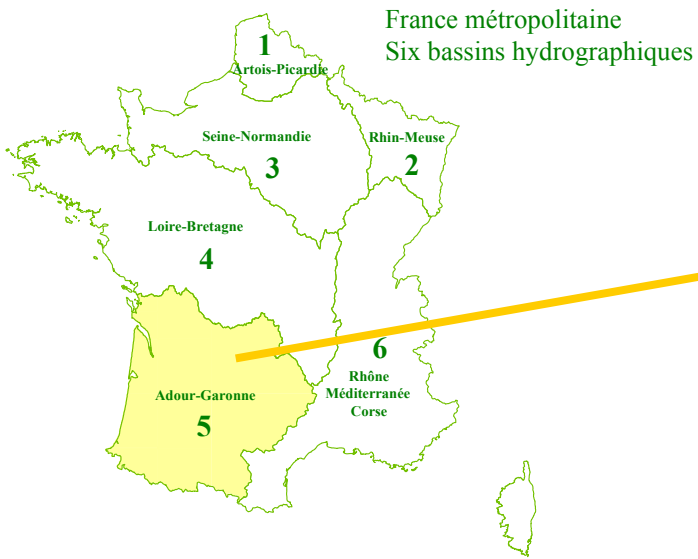 France métropolitaine
Six bassins hydrographiques
1
Artois-Picardie
Seine-Normandie
3
Rhin-Meuse
2
Loire-Bretagne
4
6
Rhône
Méditerranée
Corse
Adour-Garonne
5